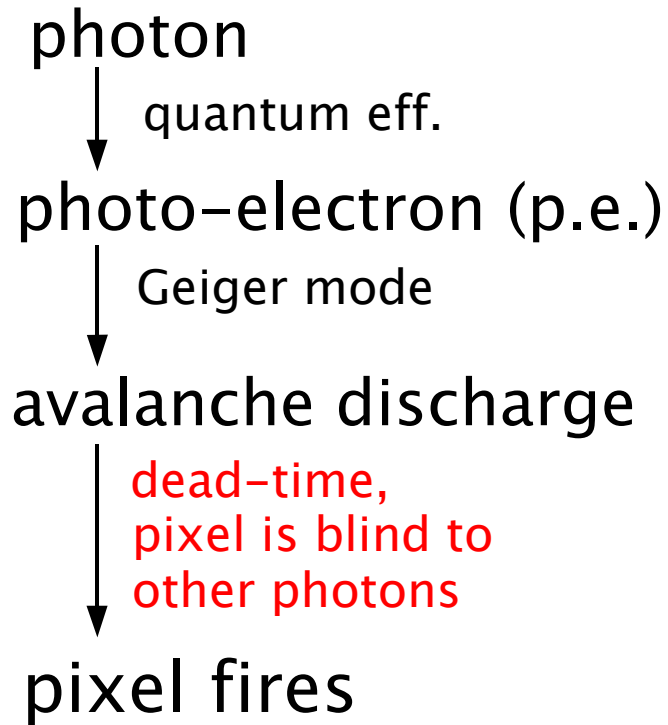 photon
quantum eff.
photo-electron (p.e.)
Geiger mode
avalanche discharge
dead-time,
pixel is blind to
other photons
pixel fires